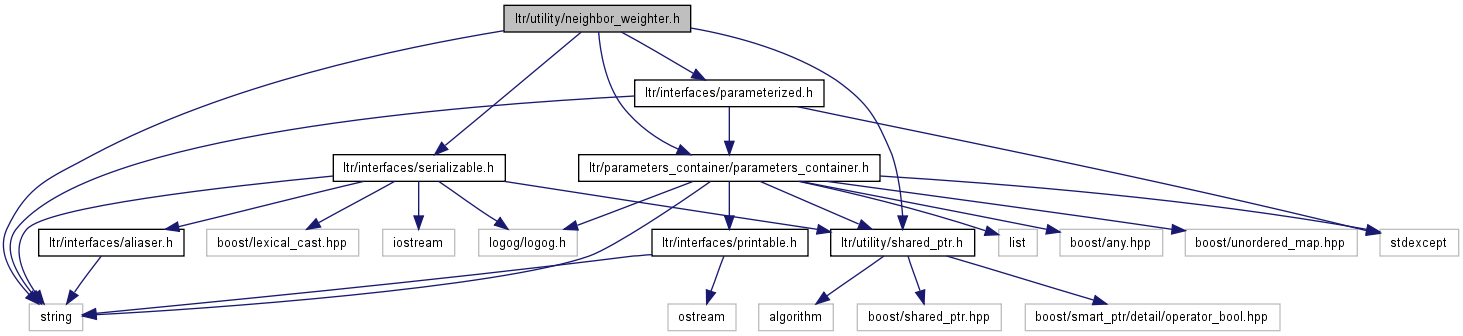 ltr/utility/neighbor_weighter.h
ltr/interfaces/parameterized.h
ltr/interfaces/serializable.h
ltr/parameters_container/parameters_container.h
ltr/interfaces/aliaser.h
boost/lexical_cast.hpp
iostream
logog/logog.h
ltr/interfaces/printable.h
ltr/utility/shared_ptr.h
list
boost/any.hpp
boost/unordered_map.hpp
stdexcept
string
ostream
algorithm
boost/shared_ptr.hpp
boost/smart_ptr/detail/operator_bool.hpp